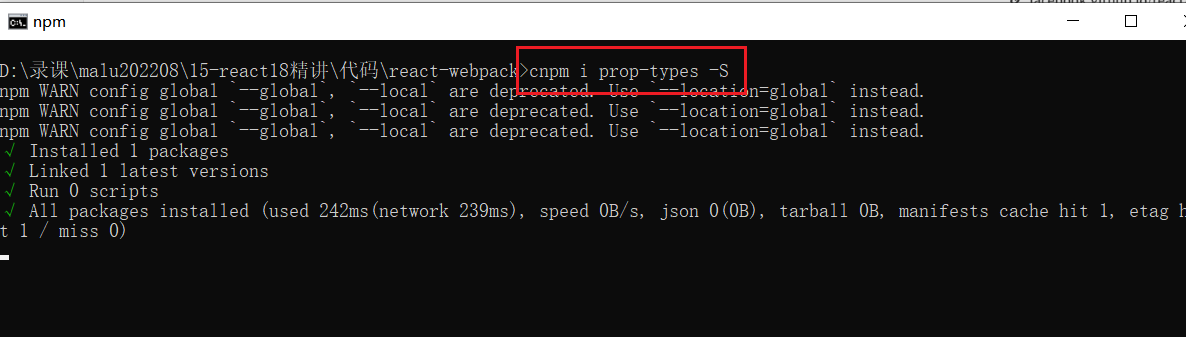 npm
D:\录课\malu202208\15-react18精讲\代码\react-webpack>cnpm i prop-types -S
npm WARN config global `--global`, `--local` are deprecated. Use `--location=global` instead.
npm WARN config global `--global`, `--local` are deprecated. Use `--location=global` instead.
npm WARN config global `--global`, `--local` are deprecated. Use `--location=global` instead.
√ Installed 1 packages
√ Linked 1 latest versions
√ Run 0 scripts
√ All packages installed (used 242ms(network 239ms), speed 0B/s, json 0(0B), tarball 0B, manifests cache hit 1, etag h
t 1 / miss 0)